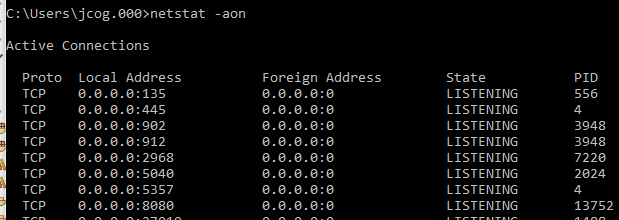 C:\Users\jcog.000>netstat -aon
Active Connections
Proto Local Address Foreign Address State PID
TCP 0.0.0.0:135 0.0.0.0:0 LISTENING 556
TCP 0.0.0.0:445 0.0.0.0:0 LISTENING 4
TCP 0.0.0.0:902 0.0.0.0:0 LISTENING 3948
TCP 0.0.0.0:912 0.0.0.0:0 LISTENING 3948
TCP 0.0.0.0:2968 0.0.0.0:0 LISTENING 7220
TCP 0.0.0.0:5040 0.0.0.0:0 LISTENING 2024
TCP 0.0.0.0:5357 0.0.0.0:0 LISTENING 4
TCP 0.0.0.0:8080 0.0.0.0:0 LISTENING 13752